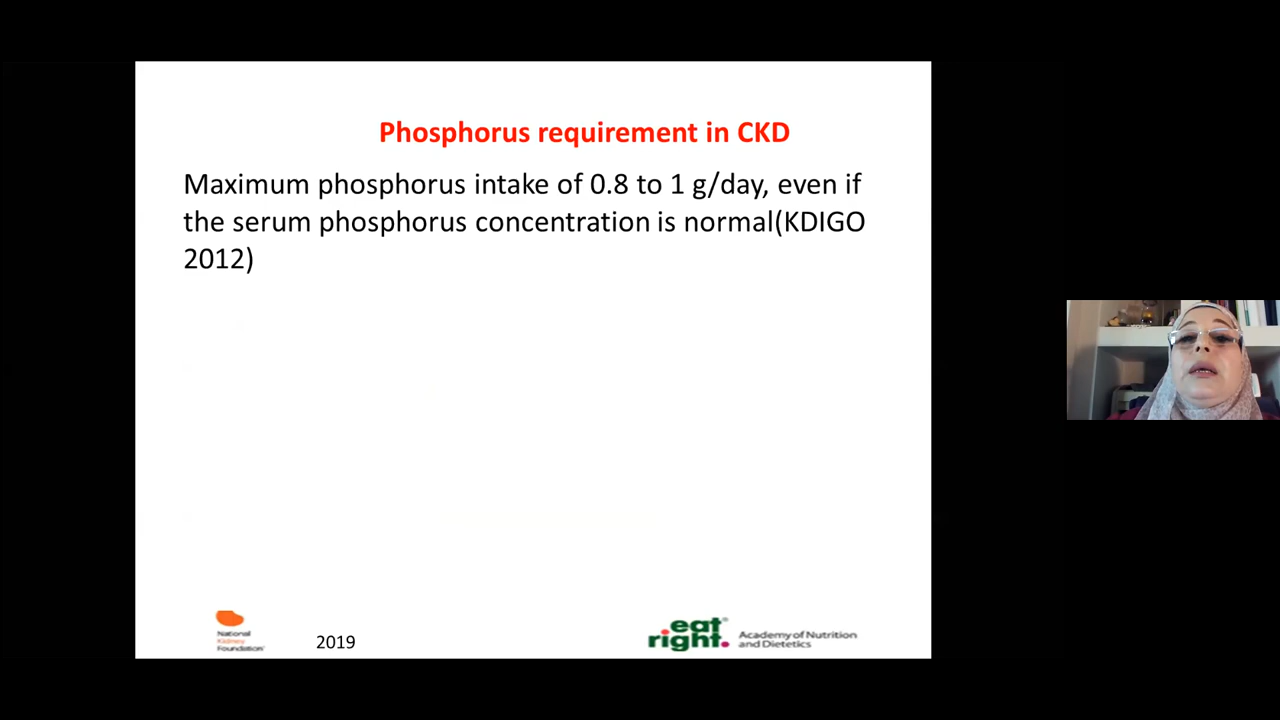 Phosphorus requirement in CKD
Maximum phosphorus intake of 0.8 to 1 g/day, even if
the serum phosphorus concentration is normal(KDIGO
2012)
National
Kidney
Foundation
2019
eat
right.
Academy of Nutrition
and Dietetics